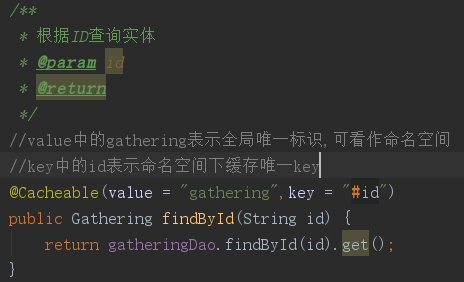 /**
 * 根据ID查询实体
 * @param id
 * @return
 */
//value中的gathering表示全局唯一标识,可看作命名空间
//key中的id表示命名空间下缓存唯一key
@Cacheable(value = "gathering",key = "#id")
public Gathering findById(String id) {
    return gatheringDao.findById(id).get();
}